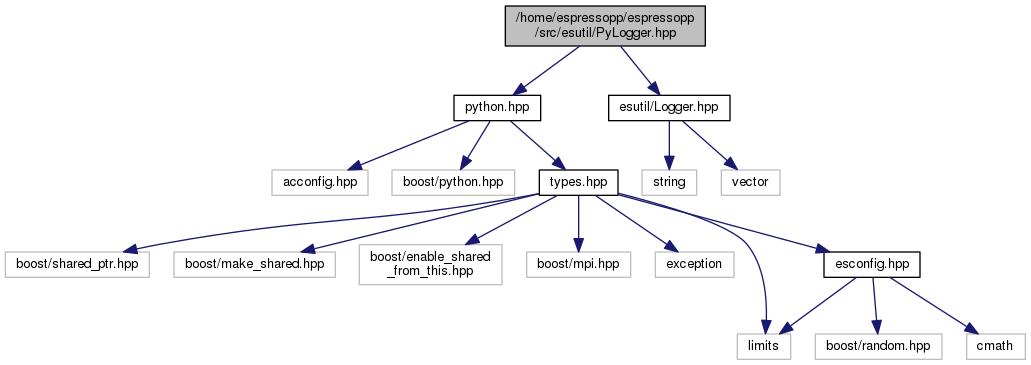 /home/espressopp/espressopp
/src/esutil/PyLogger.hpp
python.hpp
esutil/Logger.hpp
acconfig.hpp
boost/python.hpp
types.hpp
string
vector
boost/shared_ptr.hpp
boost/make_shared.hpp
boost/enable_shared
_from_this.hpp
boost/mpi.hpp
exception
esconfig.hpp
limits
boost/random.hpp
cmath